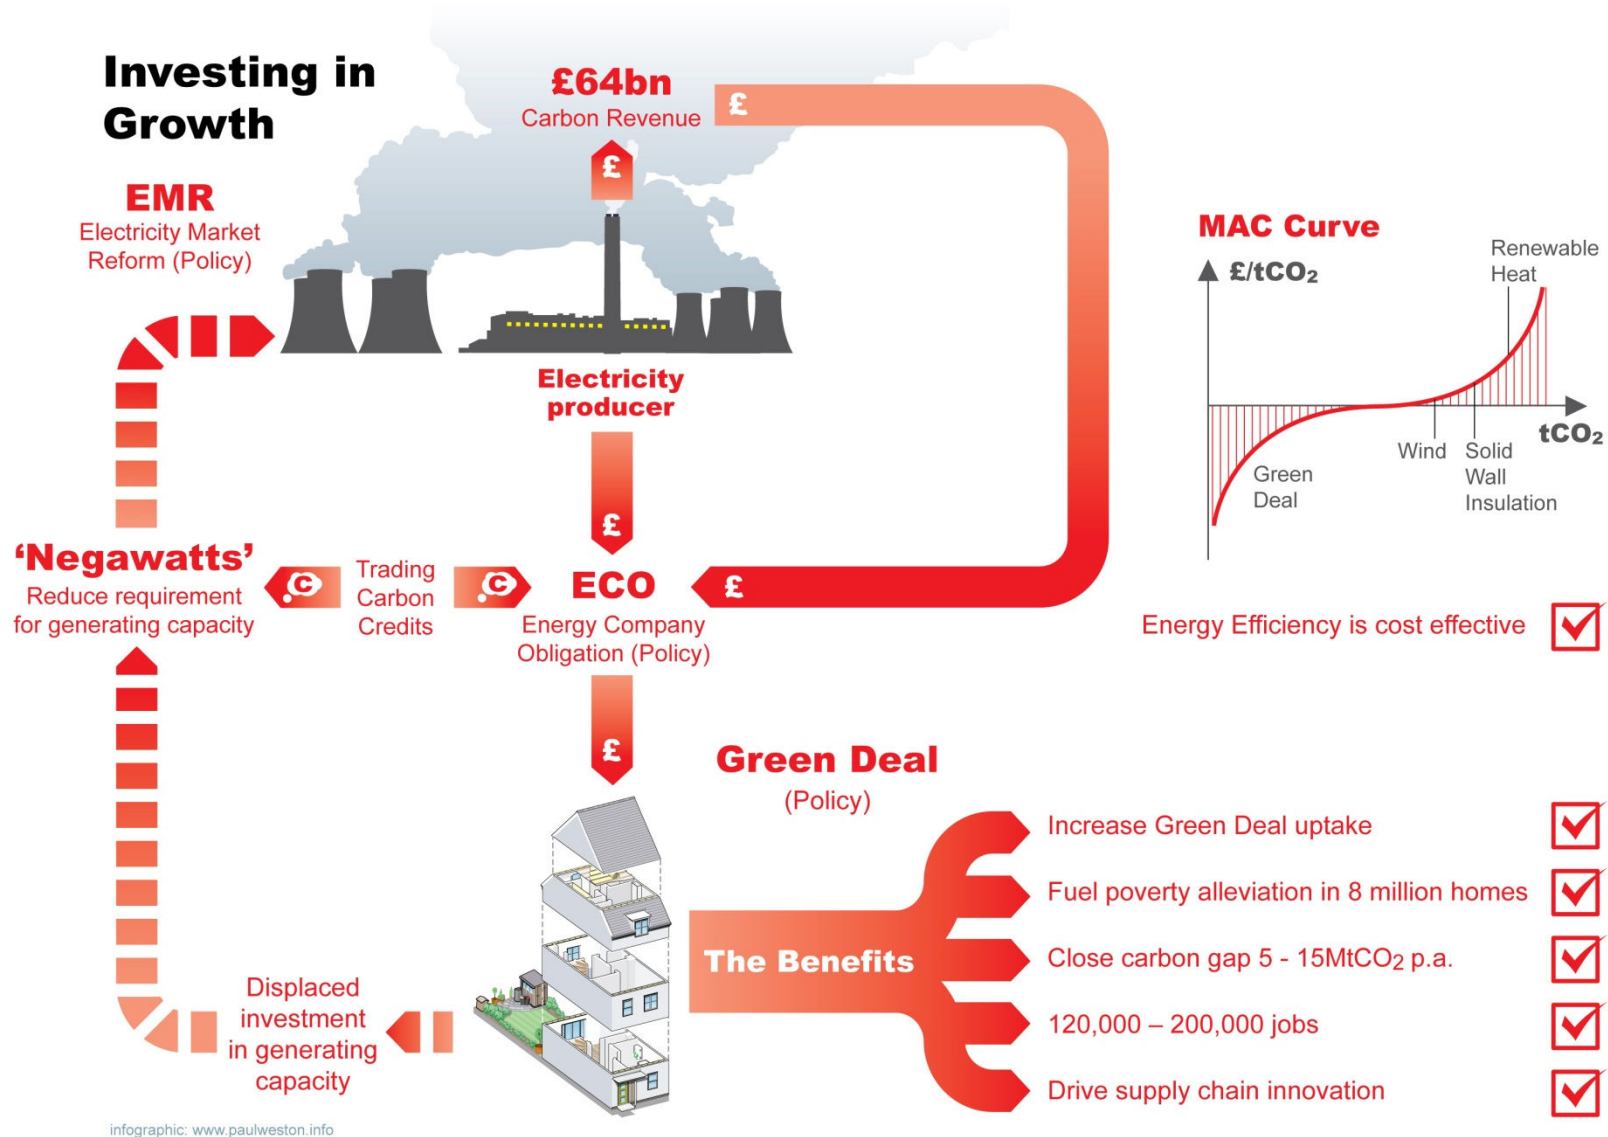 Investing in
Growth
£64bn
Carbon Revenue
£
£
EMR
Electricity Market
Reform (Policy)
MAC Curve
£/tCO₂
Renewable
Heat
tCO₂
Wind
Solid
Wall
Insulation
Green
Deal
Electricity
producer
£
'Negawatts'
Reduce requirement
for generating capacity
C
Trading
Carbon
Credits
C
ECO
Energy Company
Obligation (Policy)
£
Energy Efficiency is cost effective
£
Green Deal
(Policy)
The Benefits
Increase Green Deal uptake
Fuel poverty alleviation in 8 million homes
Close carbon gap 5 - 15MtCO₂ p.a.
120,000 – 200,000 jobs
Drive supply chain innovation
Displaced
investment
in generating
capacity
infographic: www.paulweston.info